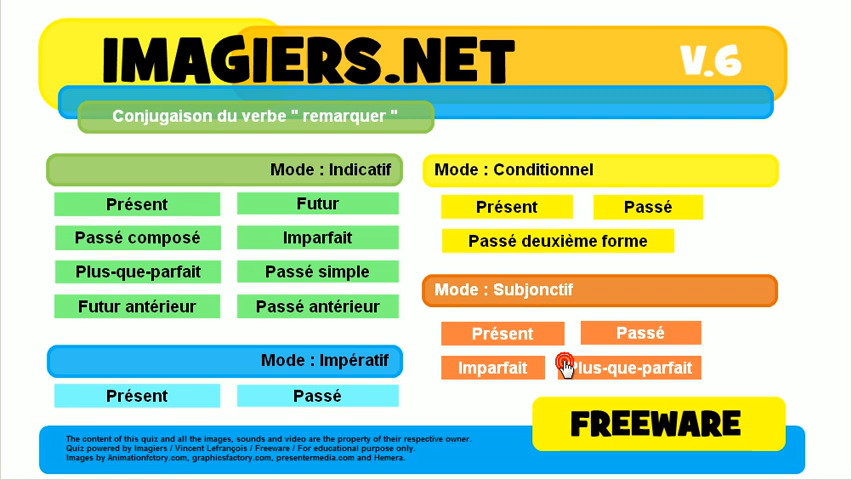 IMAGIERS.NET
V.6
Conjugaison du verbe " remarquer "
Mode : Indicatif
Présent
Futur
Passé composé
Imparfait
Plus-que-parfait
Passé simple
Futur antérieur
Passé antérieur
Mode : Impératif
Présent
Passé
Mode : Conditionnel
Présent
Passé
Passé deuxième forme
Mode : Subjonctif
Présent
Passé
Imparfait
Plus-que-parfait
FREEWARE
The content of this quiz and all the images, sounds and video are the property of their respective owner.
Quiz powered by Imagiers / Vincent Lefrançois / Freeware / For educational purpose only.
Images by Animationfctory.com, graphicsfactory.com, presentermedia.com and Hemera.